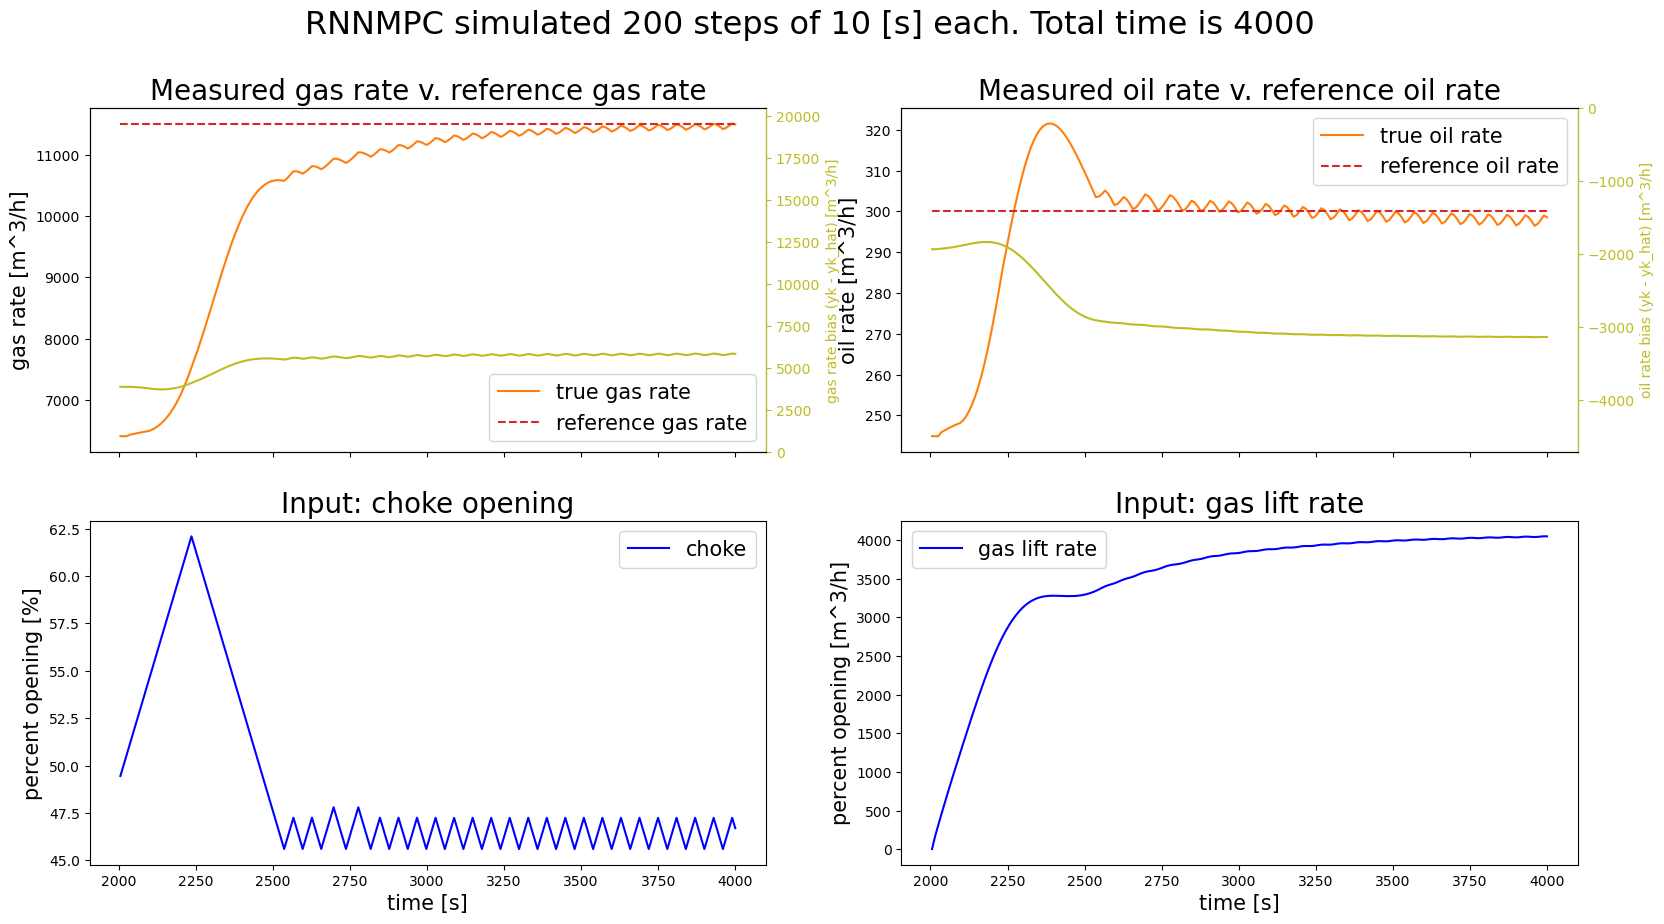 RNNMPC simulated 200 steps of 10 [s] each. Total time is 4000
Measured gas rate v. reference gas rate
gas rate [m^3/h]
11000
10000
9000
8000
7000
20000
17500
15000
12500
10000
7500
5000
2500
0
gas rate bias (yk - yk_hat) [m^3/h]
true gas rate
reference gas rate
Measured oil rate v. reference oil rate
oil rate [m^3/h]
320
310
300
290
280
270
260
250
0
−1000
−2000
−3000
−4000
oil rate bias (yk - yk_hat) [m^3/h]
true oil rate
reference oil rate
Input: choke opening
percent opening [%]
62.5
60.0
57.5
55.0
52.5
50.0
47.5
45.0
choke
2000 2250 2500 2750 3000 3250 3500 3750 4000
time [s]
Input: gas lift rate
percent opening [m^3/h]
4000
3500
3000
2500
2000
1500
1000
500
0
gas lift rate
2000 2250 2500 2750 3000 3250 3500 3750 4000
time [s]